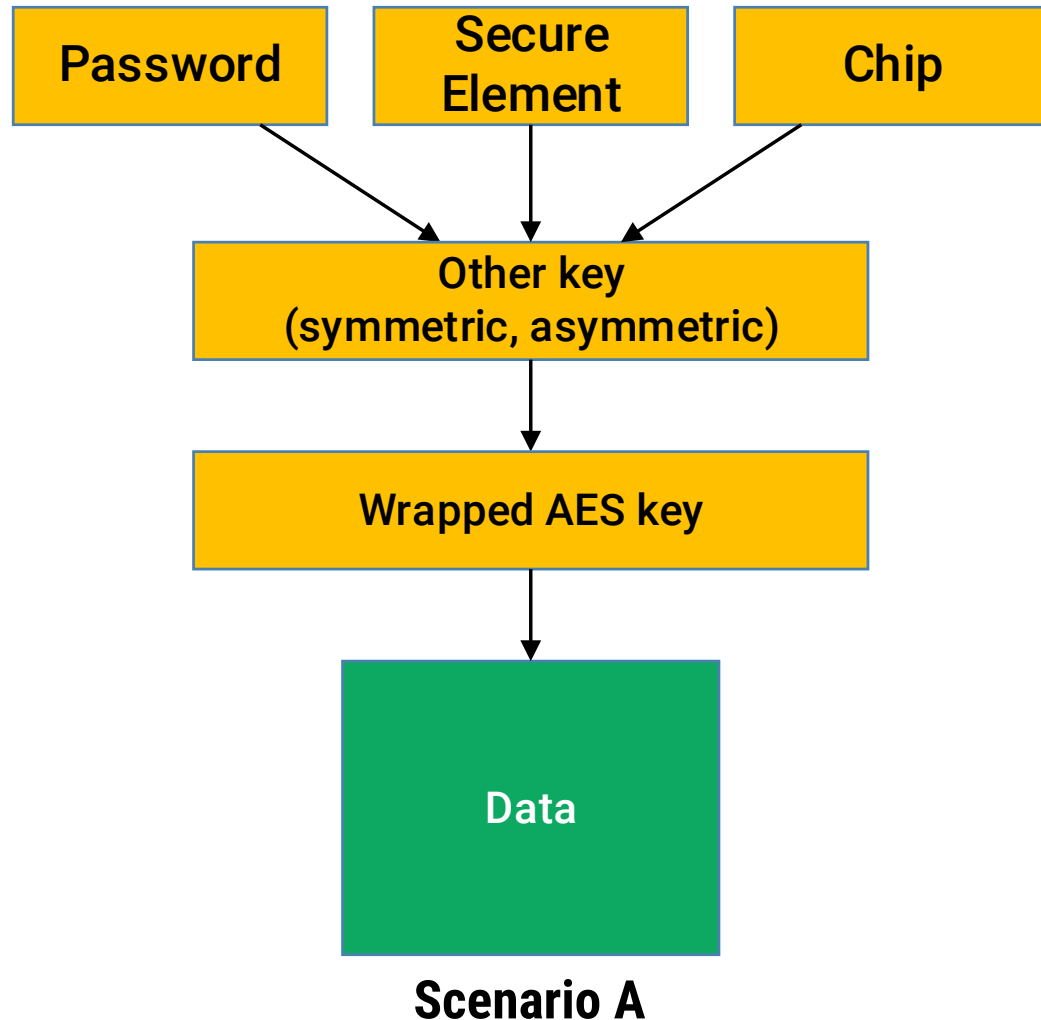 Password
Secure
Element
Chip
Other key
(symmetric, asymmetric)
Wrapped AES key
Data
Scenario A